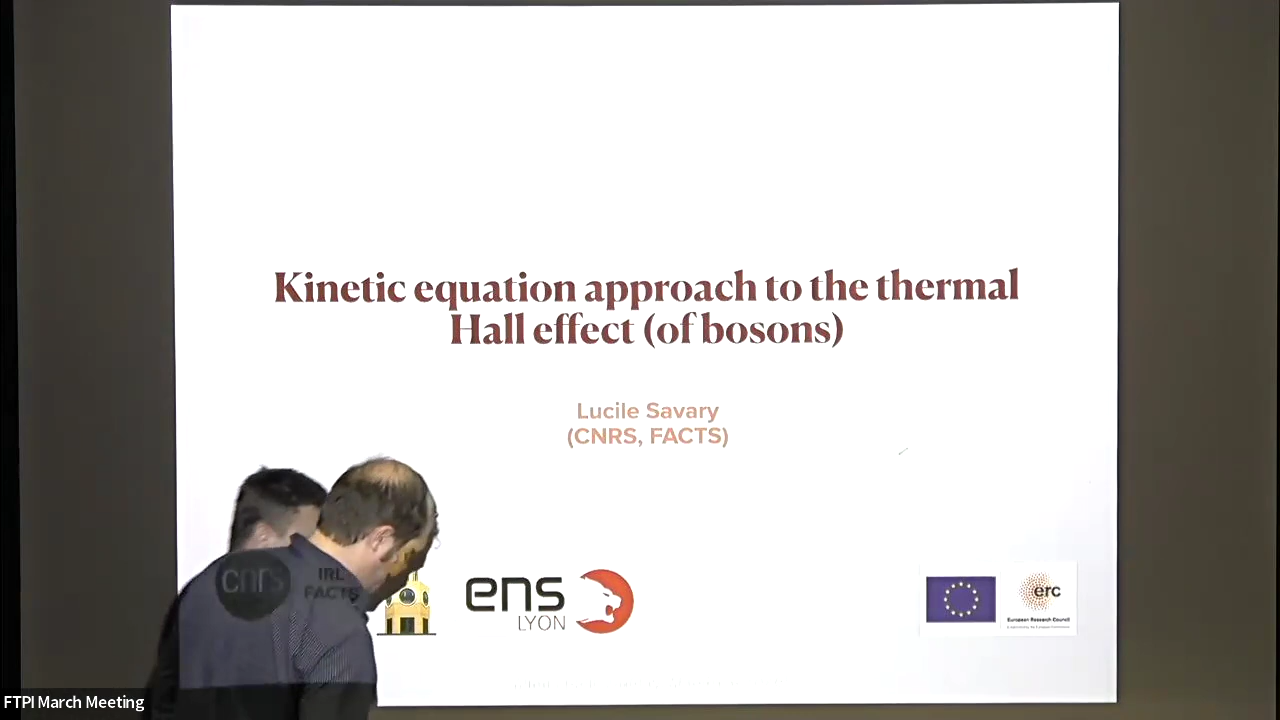 Kinetic equation approach to the thermal
Hall effect (of bosons)
Lucile Savary
(CNRS, FACTS)
cnrs
IRL
FACTS
ens
LYON
erc
European Research Council
FTPI March Meeting